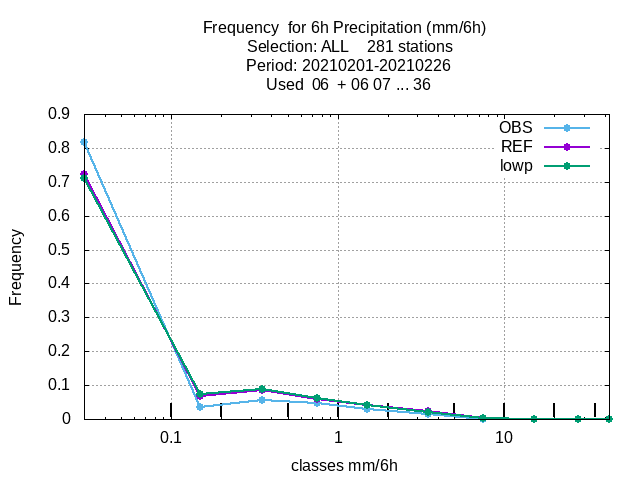 Frequency  for 6h Precipitation (mm/6h)
Selection: ALL    281 stations
Period: 20210201-20210226
Used  06  + 06 07 ... 36
OBS
REF
lowp
Frequency
0.9
0.8
0.7
0.6
0.5
0.4
0.3
0.2
0.1
0
0.1 1 10
classes mm/6h